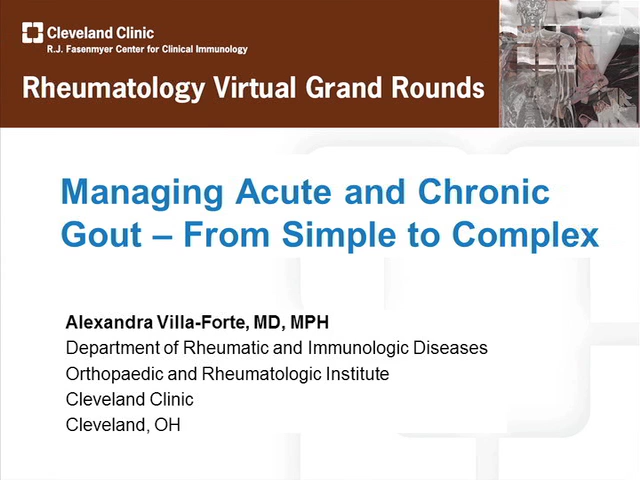 Cleveland Clinic
R.J. Fasenmyer Center for Clinical Immunology
Rheumatology Virtual Grand Rounds
Managing Acute and Chronic
Gout – From Simple to Complex
Alexandra Villa-Forte, MD, MPH
Department of Rheumatic and Immunologic Diseases
Orthopaedic and Rheumatologic Institute
Cleveland Clinic
Cleveland, OH